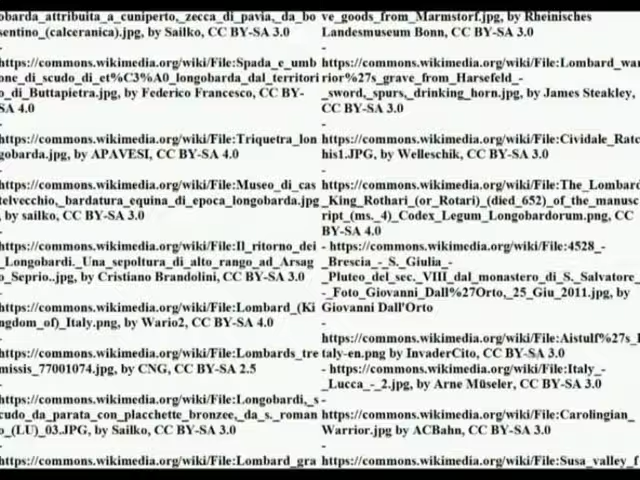 obarda_attribuita_a_cuniperto,_zecca_di_pavia,_da_bo
sentino_(calceranica).jpg, by Sailko, CC BY-SA 3.0
-
https://commons.wikimedia.org/wiki/File:Spada_e_umb
one_di_scudo_di_et%C3%A0_longobarda_dal_territori
o_di_Buttapietra.jpg, by Federico Francesco, CC BY-
SA 4.0
-
https://commons.wikimedia.org/wiki/File:Triquetra_lon
gobarda.jpg, by APAVESI, CC BY-SA 4.0
-
https://commons.wikimedia.org/wiki/File:Museo_di_cas
telvecchio,_bardatura_equina_di_epoca_longobarda.jpg
, by sailko, CC BY-SA 3.0
-
https://commons.wikimedia.org/wiki/File:Il_ritorno_dei
_Longobardi._Una_sepoltura_di_alto_rango_ad_Arsag
o_Seprio..jpg, by Cristiano Brandolini, CC BY-SA 3.0
-
https://commons.wikimedia.org/wiki/File:Lombard_(Ki
ngdom_of)_Italy.png, by Wario2, CC BY-SA 4.0
-
https://commons.wikimedia.org/wiki/File:Lombards_tre
missis_77001074.jpg, by CNG, CC BY-SA 2.5
-
https://commons.wikimedia.org/wiki/File:Longobardi,_s
cudo_da_parata_con_placchette_bronzee,_da_s._roman
o_(LU)_03.JPG, by Sailko, CC BY-SA 3.0
-
https://commons.wikimedia.org/wiki/File:Lombard_gra
ve_goods_from_Marmstorf.jpg, by Rheinisches
Landesmuseum Bonn, CC BY-SA 3.0
-
https://commons.wikimedia.org/wiki/File:Lombard_war
rior%27s_grave_from_Harsefeld_-
_sword,_spurs,_drinking_horn.jpg, by James Steakley,
CC BY-SA 3.0
-
https://commons.wikimedia.org/wiki/File:Cividale_Ratc
his1.JPG, by Welleschik, CC BY-SA 3.0
-
https://commons.wikimedia.org/wiki/File:The_Lombard
_King_Rothari_(or_Rotari)_(died_652)_of_the_manusc
ript_(ms._4)_Codex_Legum_Longobardorum.png, CC
BY-SA 4.0
- https://commons.wikimedia.org/wiki/File:4528_-
_Brescia_-_S._Giulia_-
_Pluteo_del_sec._VIII_dal_monastero_di_S._Salvatore_
-_Foto_Giovanni_Dall%27Orto,_25_Giu_2011.jpg, by
Giovanni Dall'Orto
-
https://commons.wikimedia.org/wiki/File:Aistulf%27s_I
taly-en.png by InvaderCito, CC BY-SA 3.0
- https://commons.wikimedia.org/wiki/File:Italy_-
_Lucca_-_2.jpg, by Arne Müseler, CC BY-SA 3.0
-
https://commons.wikimedia.org/wiki/File:Carolingian_
Warrior.jpg by ACBahn, CC BY-SA 3.0
-
https://commons.wikimedia.org/wiki/File:Susa_valley_f